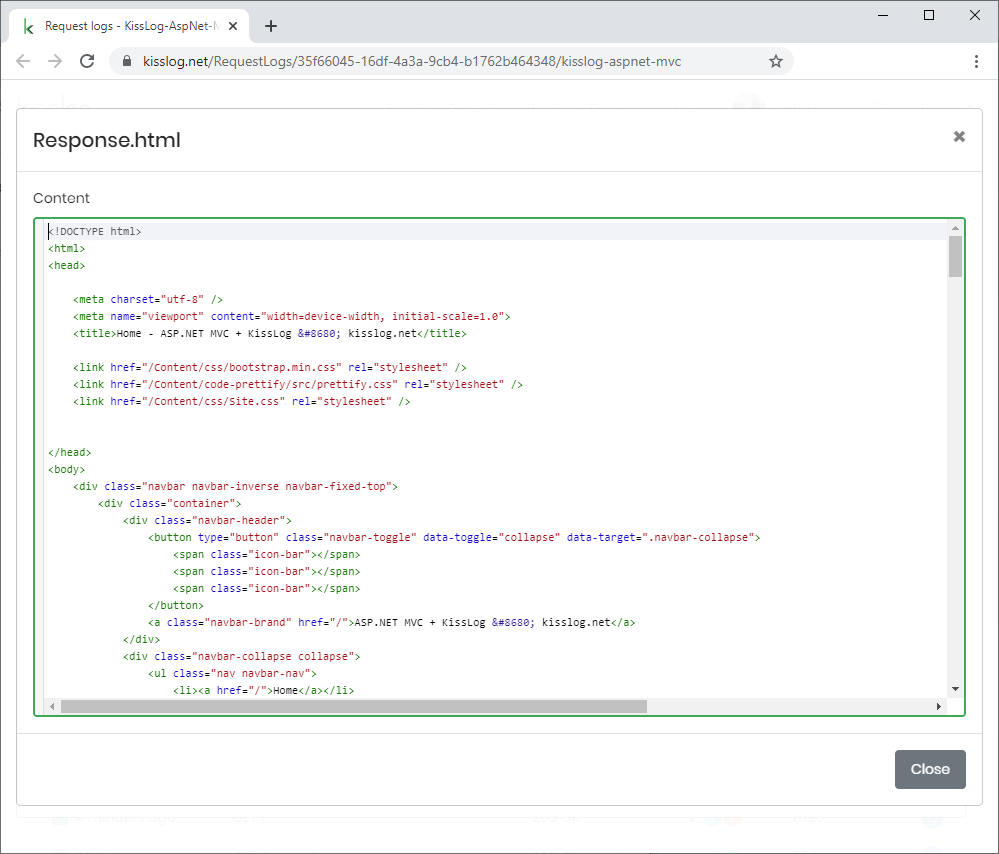 Request logs - KissLog-AspNet-M
kisslog.net/RequestLogs/35f66045-16df-4a3a-9cb4-b1762b464348/kisslog-aspnet-mvc
Response.html
Content
<!DOCTYPE html>
<html>
<head>
<meta charset="utf-8" />
<meta name="viewport" content="width=device-width, initial-scale=1.0">
<title>Home - ASP.NET MVC + KissLog &#8680; kisslog.net</title>
<link href="/Content/css/bootstrap.min.css" rel="stylesheet" />
<link href="/Content/code-prettify/src/prettify.css" rel="stylesheet" />
<link href="/Content/css/Site.css" rel="stylesheet" />
</head>
<body>
<div class="navbar navbar-inverse navbar-fixed-top">
<div class="container">
<div class="navbar-header">
<button type="button" class="navbar-toggle" data-toggle="collapse" data-target=".navbar-collapse">
<span class="icon-bar"></span>
<span class="icon-bar"></span>
<span class="icon-bar"></span>
</button>
<a class="navbar-brand" href="/">ASP.NET MVC + KissLog &#8680; kisslog.net</a>
</div>
<div class="navbar-collapse collapse">
<ul class="nav navbar-nav">
<li><a href="/">Home</a></li>
Close